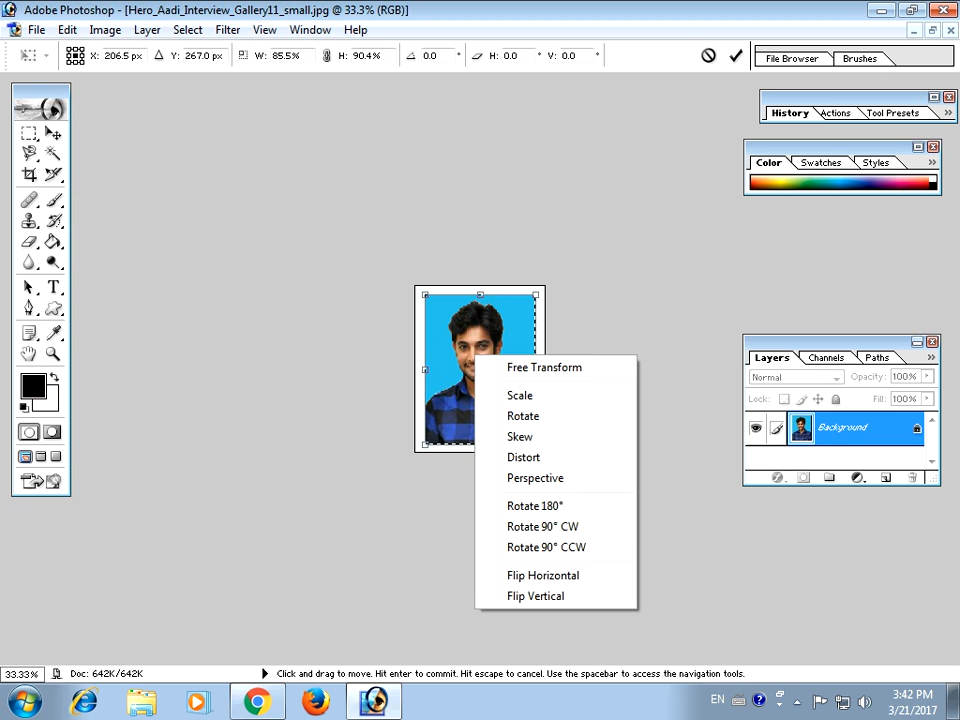 Adobe Photoshop - [Hero_Aadi_Interview_Gallery11_small.jpg @ 33.3% (RGB)]
File Edit Image Layer Select Filter View Window Help
X: 206.5 px Y: 267.0 px W: 85.5% H: 90.4% 0.0 ° H: 0.0 ° V: 0.0 °
File Browser Brushes
History Actions Tool Presets »
Color Swatches Styles »
T
Free Transform
Scale
Rotate
Skew
Distort
Perspective
Rotate 180°
Rotate 90° CW
Rotate 90° CCW
Flip Horizontal
Flip Vertical
Layers Channels Paths »
Normal Opacity: 100%
Lock: Fill: 100%
Background
33.33% Doc: 642K/642K Click and drag to move. Hit enter to commit. Hit escape to cancel. Use the spacebar to access the navigation tools.
EN 3:42 PM
3/21/2017